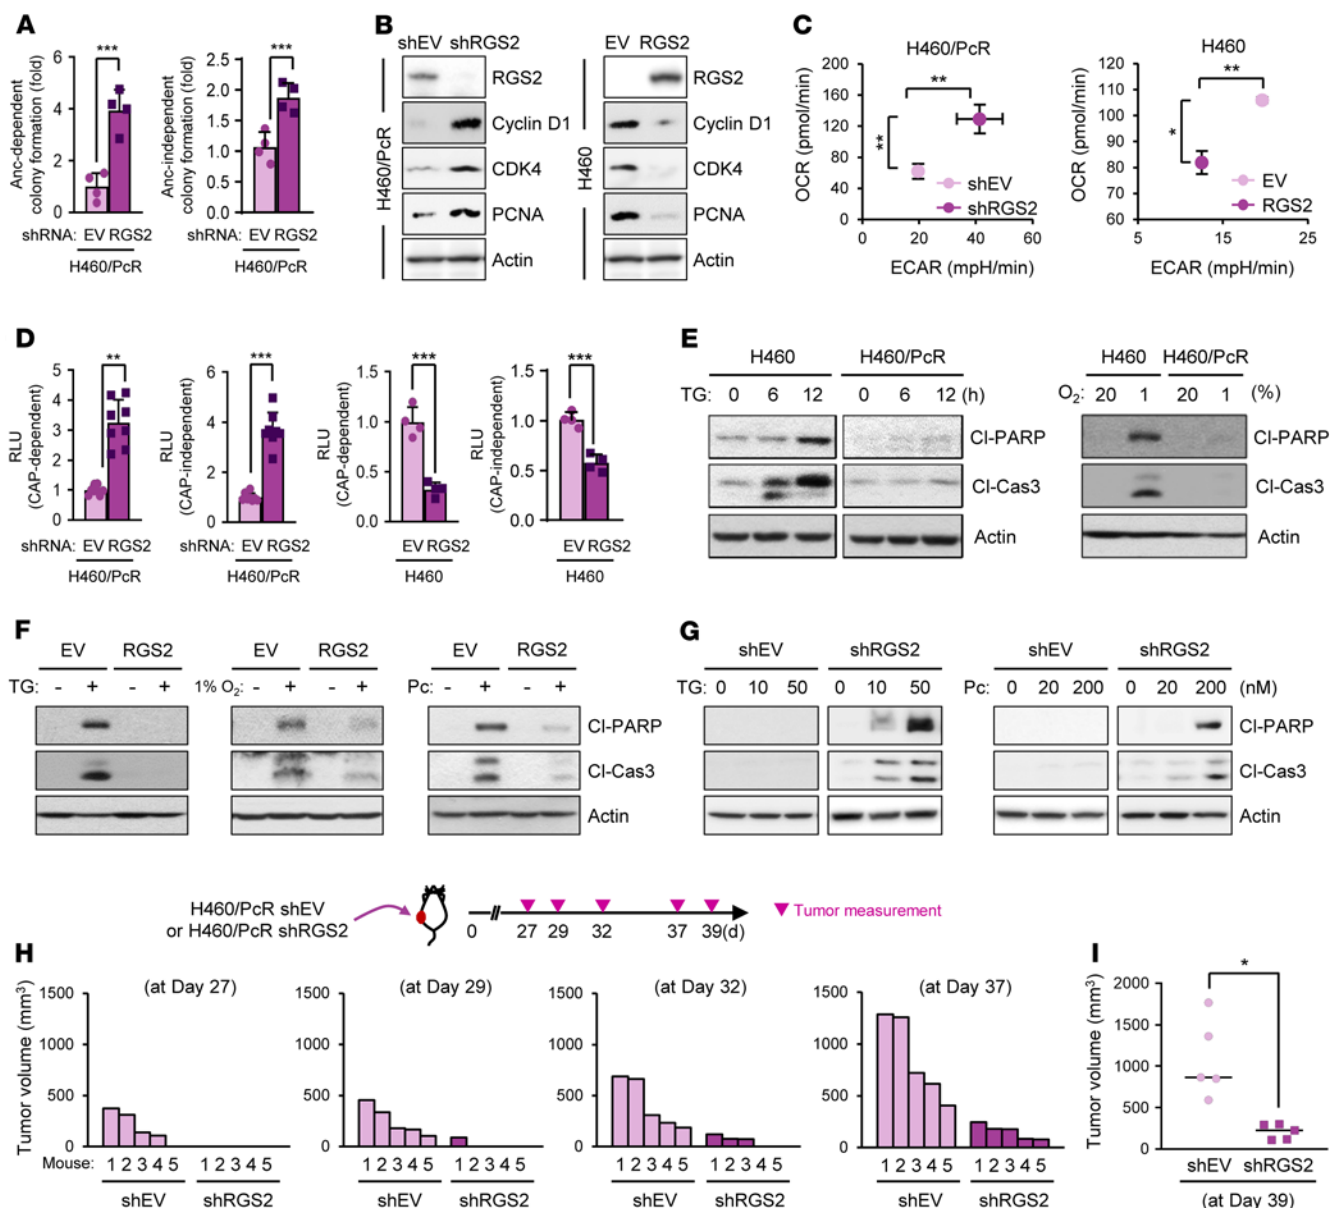 A
Anc-dependent
colony formation (fold)
6
4
2
0
***
shRNA: EV RGS2
H460/PcR
Anc-independent
colony formation (fold)
2.5
2.0
1.5
1.0
0.5
0.0
***
shRNA: EV RGS2
H460/PcR
B
shEV shRGS2
EV RGS2
H460/PcR
H460
RGS2
Cyclin D1
CDK4
PCNA
Actin
RGS2
Cyclin D1
CDK4
PCNA
Actin
C
H460/PcR
OCR (pmol/min)
200
160
120
80
40
0
**
**
shEV
shRGS2
0 20 40 60
ECAR (mpH/min)
H460
OCR (pmol/min)
120
110
100
90
80
70
60
**
*
EV
RGS2
5 15 25
ECAR (mpH/min)
D
RLU
(CAP-dependent)
5
4
3
2
1
0
**
shRNA: EV RGS2
H460/PcR
RLU
(CAP-independent)
6
4
2
0
***
shRNA: EV RGS2
H460/PcR
RLU
(CAP-dependent)
1.5
1.0
0.5
0.0
***
EV RGS2
H460
RLU
(CAP-independent)
1.5
1.0
0.5
0.0
***
EV RGS2
H460
E
H460 H460/PcR
TG: 0 6 12 0 6 12 (h)
Cl-PARP
Cl-Cas3
Actin
H460 H460/PcR
O2: 20 1 20 1 (%)
Cl-PARP
Cl-Cas3
Actin
F
EV RGS2
TG: - + - +
EV RGS2
1% O2: - + - +
EV RGS2
Pc: - + - +
Cl-PARP
Cl-Cas3
Actin
G
shEV shRGS2
TG: 0 10 50 0 10 50
shEV shRGS2
Pc: 0 20 200 0 20 200 (nM)
Cl-PARP
Cl-Cas3
Actin
H460/PcR shEV
or H460/PcR shRGS2
0 27 29 32 37 39(d)
Tumor measurement
H
Tumor volume (mm³)
(at Day 27)
1500
1000
500
0
Mouse: 1 2 3 4 5 1 2 3 4 5
shEV shRGS2
(at Day 29)
1500
1000
500
0
1 2 3 4 5 1 2 3 4 5
shEV shRGS2
(at Day 32)
1500
1000
500
0
1 2 3 4 5 1 2 3 4 5
shEV shRGS2
(at Day 37)
1500
1000
500
0
1 2 3 4 5 1 2 3 4 5
shEV shRGS2
I
Tumor volume (mm³)
2000
1500
1000
500
0
*
shEV shRGS2
(at Day 39)